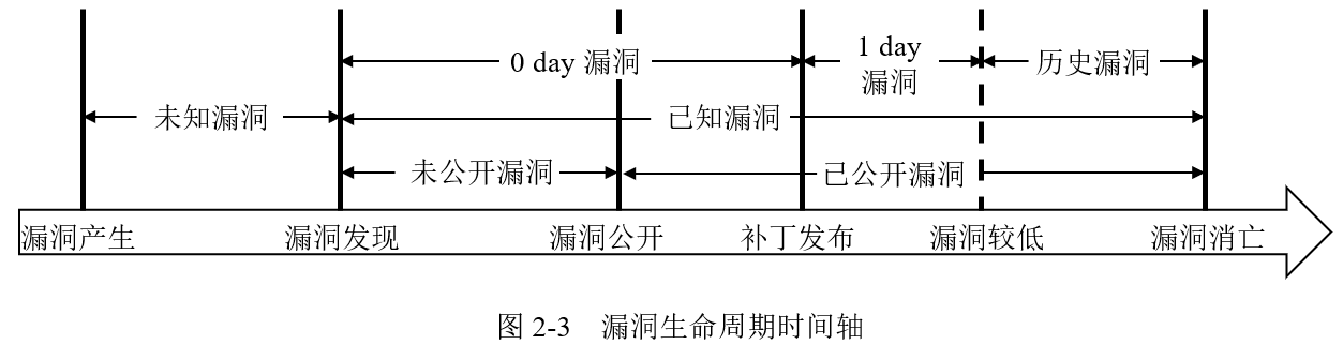 0 day 漏洞
1 day
漏洞
历史漏洞
未知漏洞
已知漏洞
未公开漏洞
已公开漏洞
漏洞产生
漏洞发现
漏洞公开
补丁发布
漏洞较低
漏洞消亡
图 2-3 漏洞生命周期时间轴